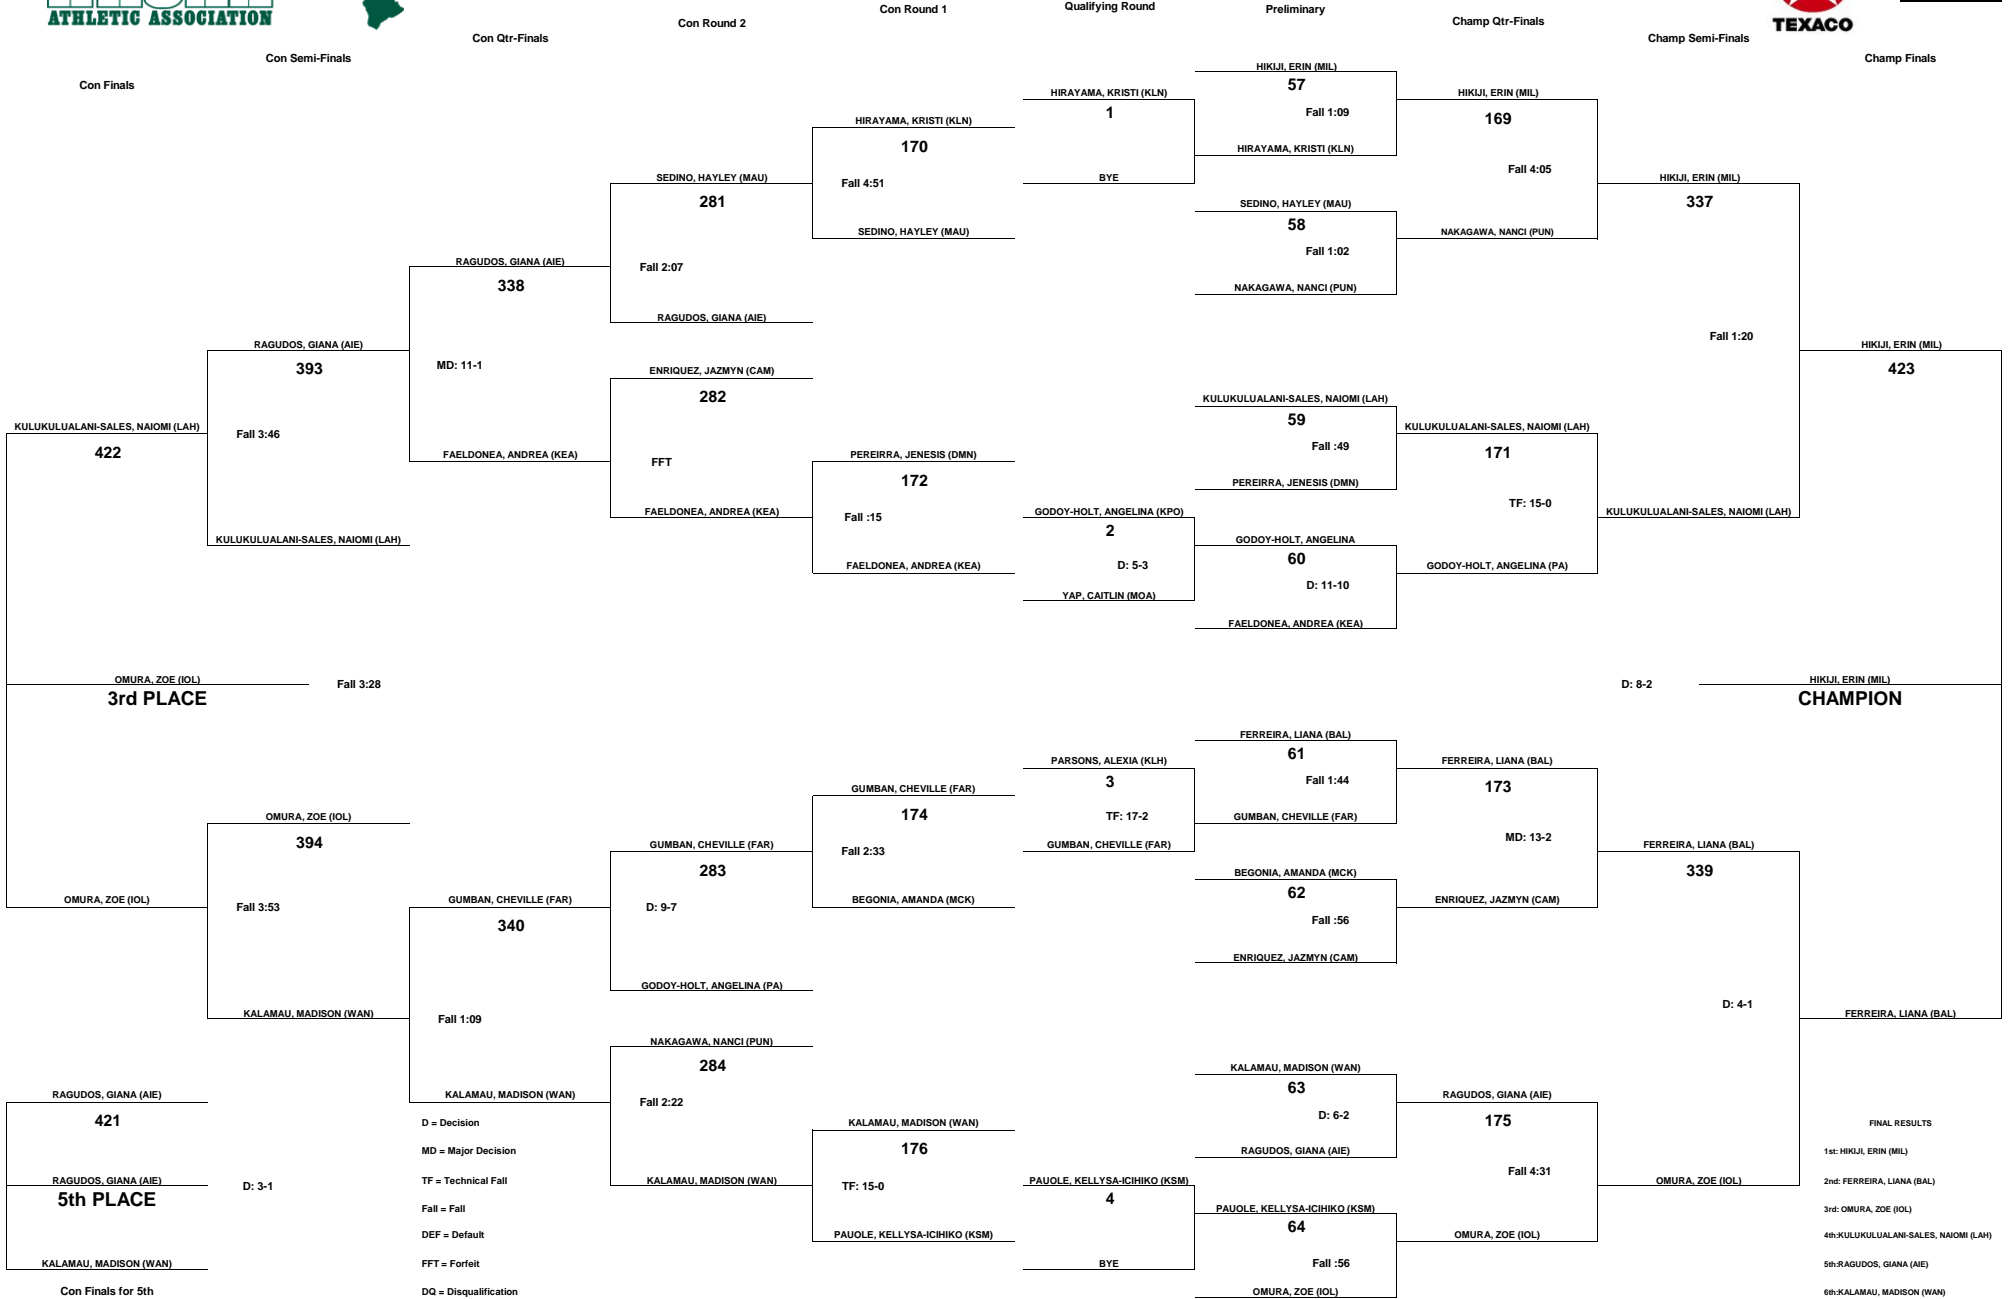 ATHLETIC ASSOCIATION
TEXACO
Con Finals
Con Semi-Finals
Con Qtr-Finals
Con Round 2
Con Round 1
Qualifying Round
Preliminary
Champ Qtr-Finals
Champ Semi-Finals
Champ Finals
KULUKULUALANI-SALES, NAIOMI (LAH)
422
OMURA, ZOE (IOL)
3rd PLACE
Fall 3:28
OMURA, ZOE (IOL)
RAGUDOS, GIANA (AIE)
421
RAGUDOS, GIANA (AIE)
5th PLACE
D: 3-1
KALAMAU, MADISON (WAN)
Con Finals for 5th
RAGUDOS, GIANA (AIE)
393
Fall 3:46
KULUKULUALANI-SALES, NAIOMI (LAH)
OMURA, ZOE (IOL)
394
Fall 3:53
KALAMAU, MADISON (WAN)
RAGUDOS, GIANA (AIE)
338
MD: 11-1
FAELDONEA, ANDREA (KEA)
GUMBAN, CHEVILLE (FAR)
340
Fall 1:09
KALAMAU, MADISON (WAN)
D = Decision
MD = Major Decision
TF = Technical Fall
Fall = Fall
DEF = Default
FFT = Forfeit
DQ = Disqualification
SEDINO, HAYLEY (MAU)
281
Fall 2:07
RAGUDOS, GIANA (AIE)
ENRIQUEZ, JAZMYN (CAM)
282
FFT
FAELDONEA, ANDREA (KEA)
GUMBAN, CHEVILLE (FAR)
283
D: 9-7
GODOY-HOLT, ANGELINA (PA)
NAKAGAWA, NANCI (PUN)
284
Fall 2:22
KALAMAU, MADISON (WAN)
HIRAYAMA, KRISTI (KLN)
170
Fall 4:51
SEDINO, HAYLEY (MAU)
PEREIRRA, JENESIS (DMN)
172
Fall :15
FAELDONEA, ANDREA (KEA)
GUMBAN, CHEVILLE (FAR)
174
Fall 2:33
BEGONIA, AMANDA (MCK)
KALAMAU, MADISON (WAN)
176
TF: 15-0
PAUOLE, KELLYSA-ICIHIKO (KSM)
HIRAYAMA, KRISTI (KLN)
1
BYE
GODOY-HOLT, ANGELINA (KPO)
2
D: 5-3
YAP, CAITLIN (MOA)
PARSONS, ALEXIA (KLH)
3
TF: 17-2
GUMBAN, CHEVILLE (FAR)
PAUOLE, KELLYSA-ICIHIKO (KSM)
4
BYE
HIKIJI, ERIN (MIL)
57
Fall 1:09
HIRAYAMA, KRISTI (KLN)
SEDINO, HAYLEY (MAU)
58
Fall 1:02
NAKAGAWA, NANCI (PUN)
KULUKULUALANI-SALES, NAIOMI (LAH)
59
Fall :49
PEREIRRA, JENESIS (DMN)
GODOY-HOLT, ANGELINA
60
D: 11-10
FAELDONEA, ANDREA (KEA)
FERREIRA, LIANA (BAL)
61
Fall 1:44
GUMBAN, CHEVILLE (FAR)
BEGONIA, AMANDA (MCK)
62
Fall :56
ENRIQUEZ, JAZMYN (CAM)
KALAMAU, MADISON (WAN)
63
D: 6-2
RAGUDOS, GIANA (AIE)
PAUOLE, KELLYSA-ICIHIKO (KSM)
64
Fall :56
OMURA, ZOE (IOL)
HIKIJI, ERIN (MIL)
169
Fall 4:05
NAKAGAWA, NANCI (PUN)
KULUKULUALANI-SALES, NAIOMI (LAH)
171
TF: 15-0
GODOY-HOLT, ANGELINA (PA)
FERREIRA, LIANA (BAL)
173
MD: 13-2
ENRIQUEZ, JAZMYN (CAM)
RAGUDOS, GIANA (AIE)
175
Fall 4:31
OMURA, ZOE (IOL)
HIKIJI, ERIN (MIL)
337
Fall 1:20
KULUKULUALANI-SALES, NAIOMI (LAH)
FERREIRA, LIANA (BAL)
339
D: 4-1
OMURA, ZOE (IOL)
HIKIJI, ERIN (MIL)
423
D: 8-2
HIKIJI, ERIN (MIL)
CHAMPION
FERREIRA, LIANA (BAL)
FINAL RESULTS
1st: HIKIJI, ERIN (MIL)
2nd: FERREIRA, LIANA (BAL)
3rd: OMURA, ZOE (IOL)
4th:KULUKULUALANI-SALES, NAIOMI (LAH)
5th:RAGUDOS, GIANA (AIE)
6th:KALAMAU, MADISON (WAN)